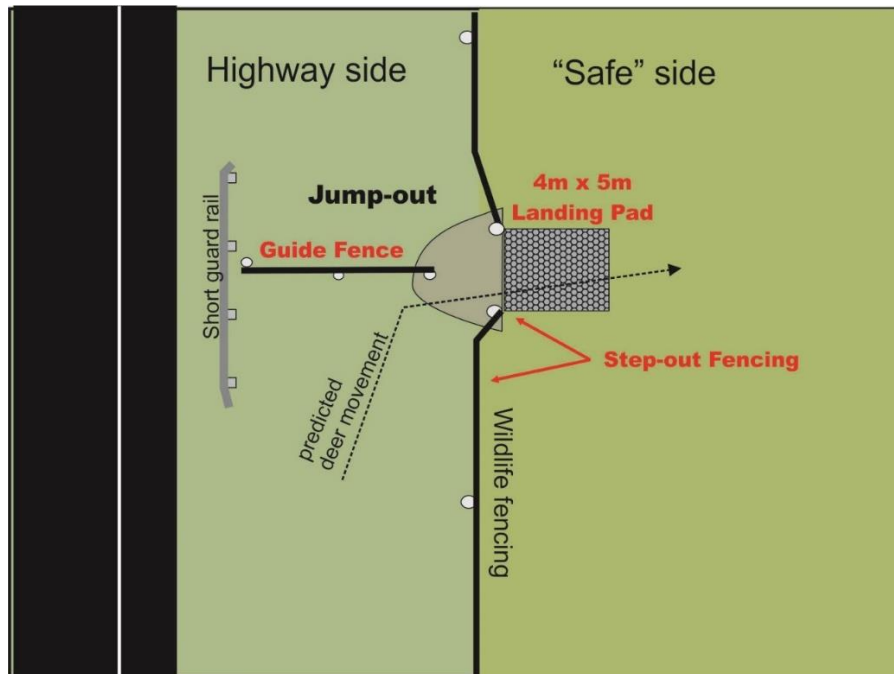 Highway side
“Safe” side
Jump-out
4m x 5m
Landing Pad
Guide Fence
Short guard rail
predicted
deer movement
Step-out Fencing
Wildlife fencing